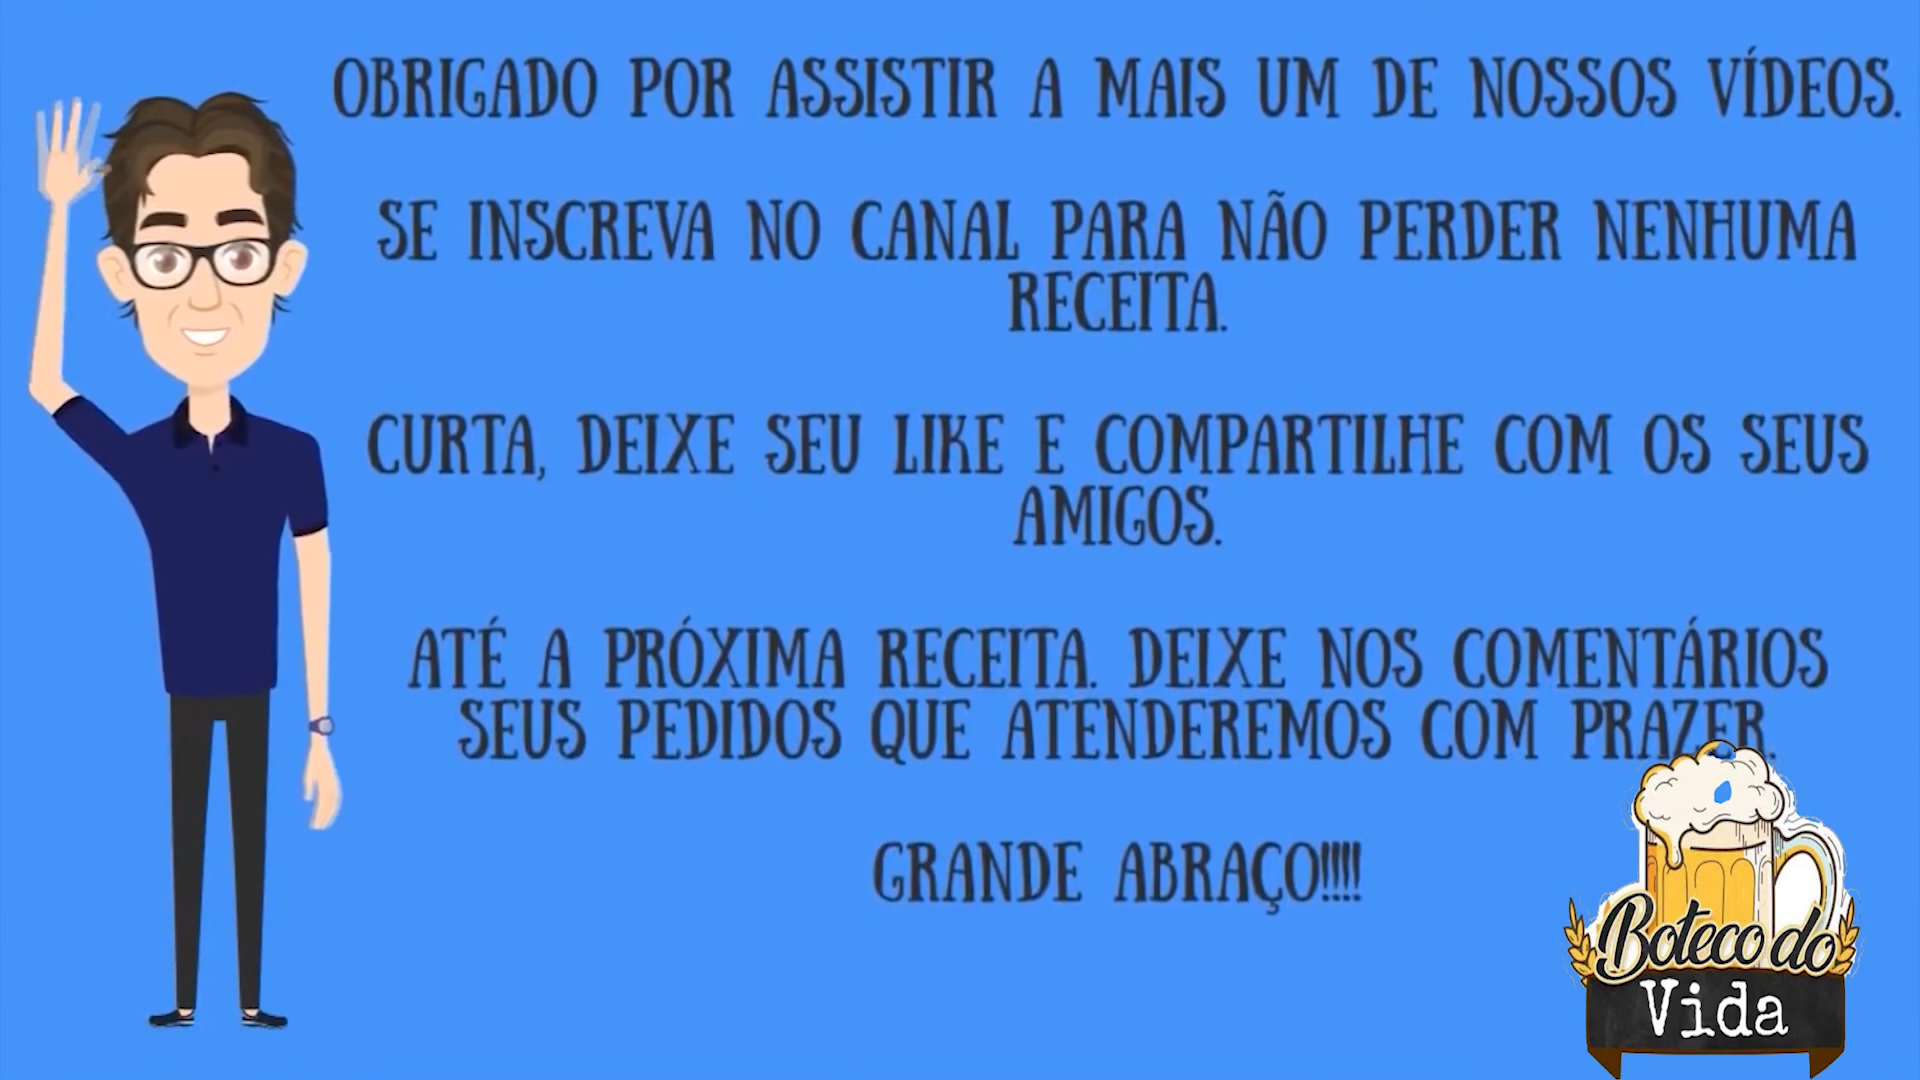 OBRIGADO POR ASSISTIR A MAIS UM DE NOSSOS VÍDEOS.
SE INSCREVA NO CANAL PARA NÃO PERDER NENHUMA
RECEITA.
CURTA, DEIXE SEU LIKE E COMPARTILHE COM OS SEUS
AMIGOS.
ATÉ A PRÓXIMA RECEITA. DEIXE NOS COMENTÁRIOS
SEUS PEDIDOS QUE ATENDEREMOS COM PRAZER.
GRANDE ABRAÇO!!!!
Boteco do
Vida